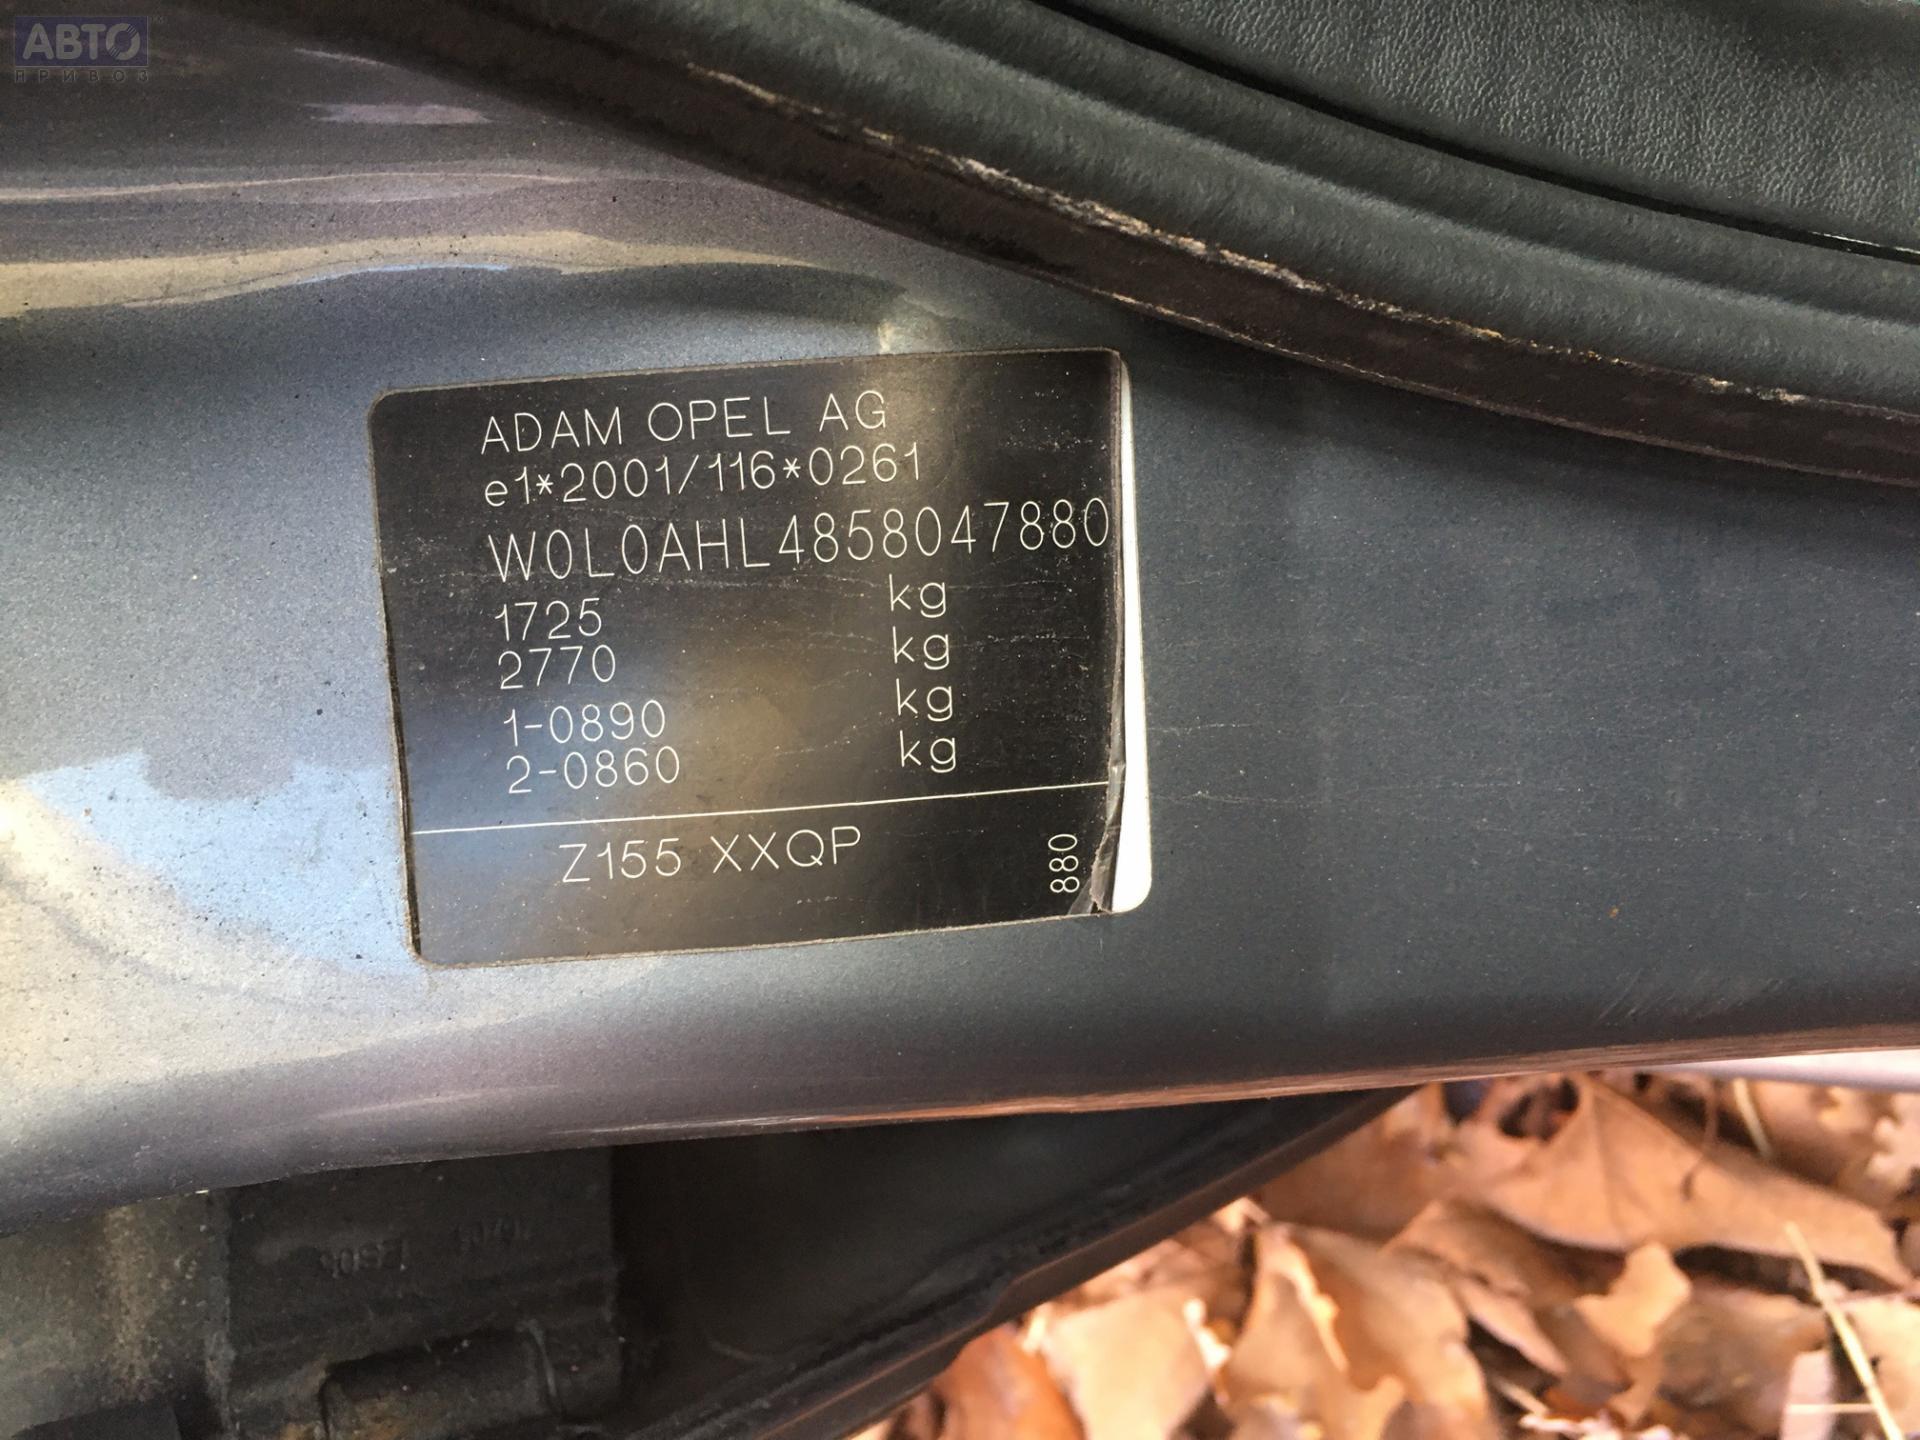 АВТО
ПРИВОЗ
ADAM OPEL AG
e1*2001/116*0261
W0L0AHL4858047880
1725 kg
2770 kg
1-0890 kg
2-0860 kg
Z155 XXQP
880